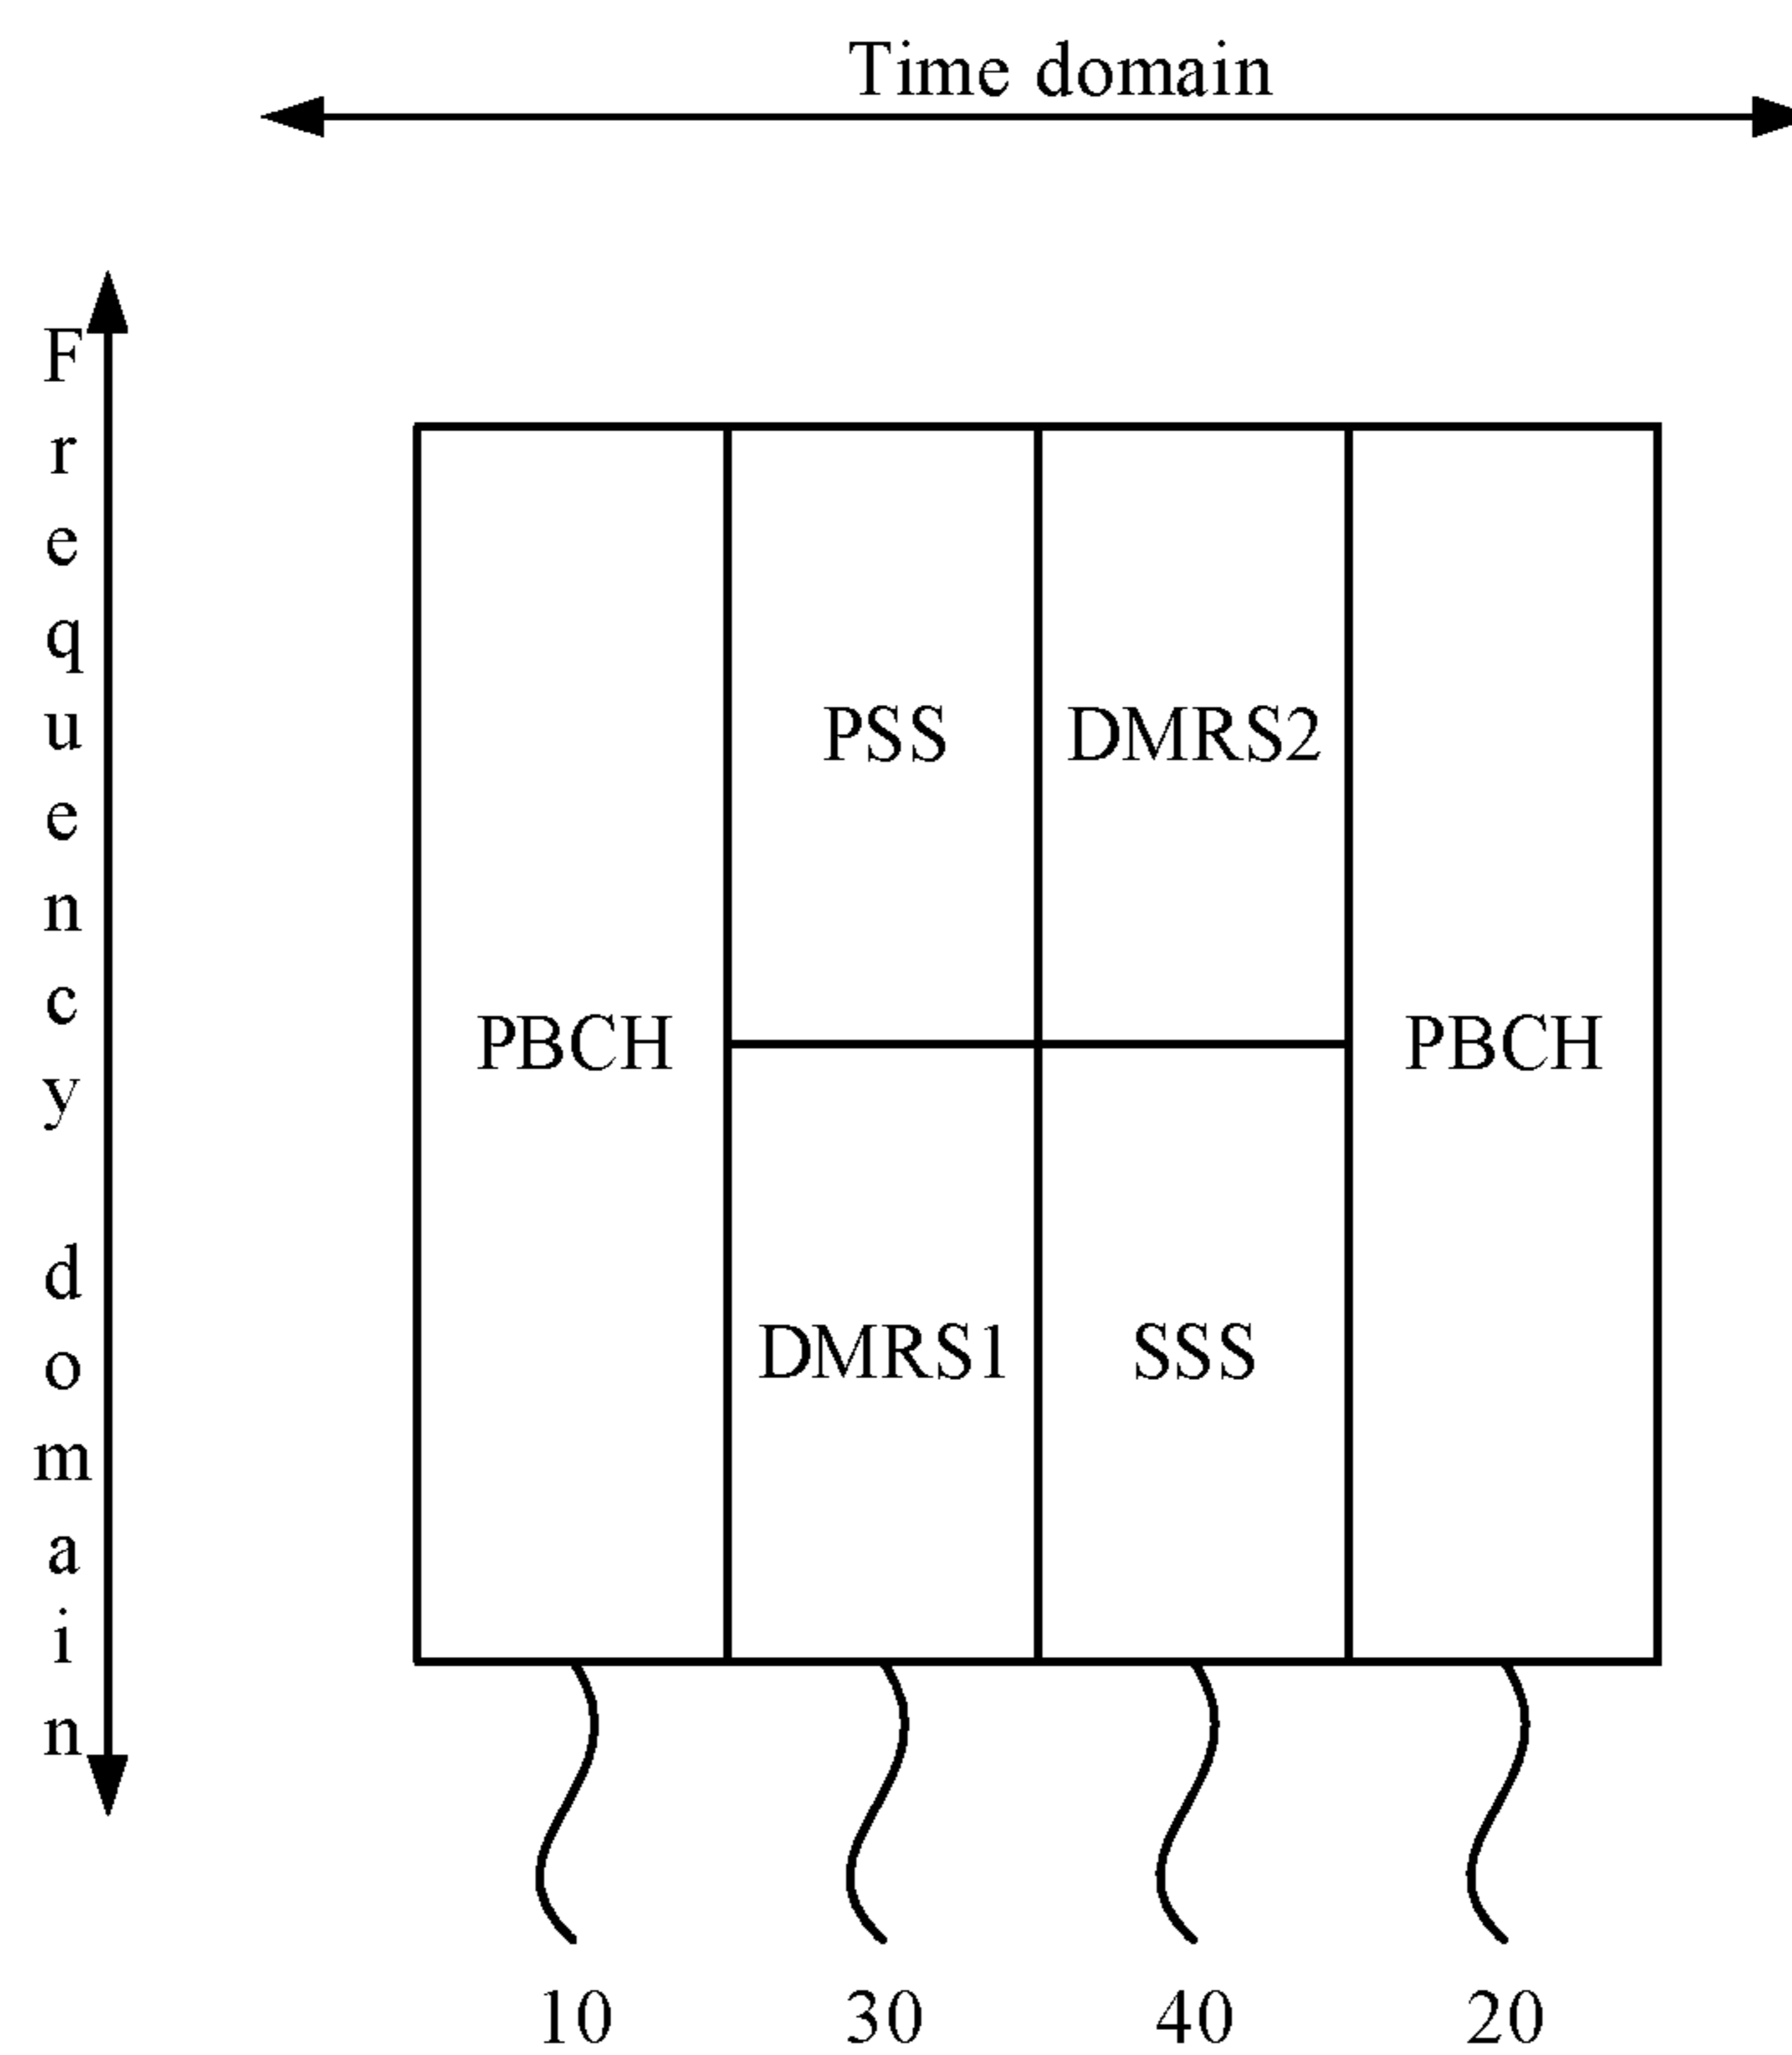 Time domain
Frequency domain
PSS DMRS2
PBCH PBCH
DMRS1 SSS
10 30 40 20